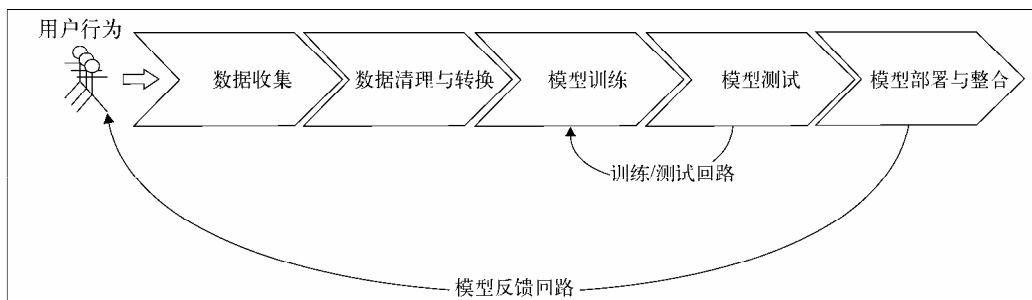 用户行为
数据收集
数据清理与转换
模型训练
模型测试
模型部署与整合
训练/测试回路
模型反馈回路